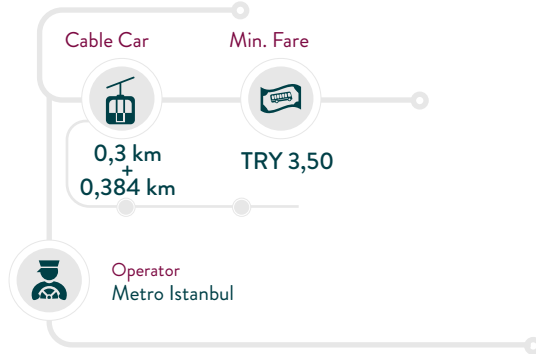 Cable Car
Min. Fare
0,3 km
+
0,384 km
TRY 3,50
Operator
Metro Istanbul